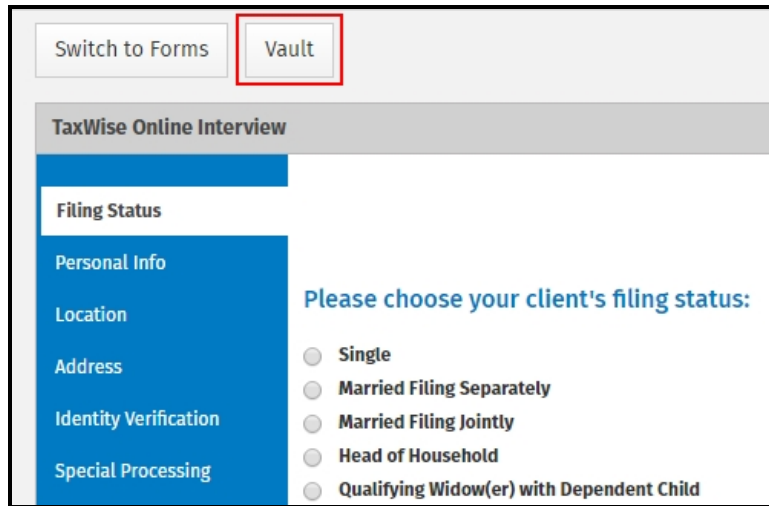 Switch to Forms Vault
TaxWise Online Interview
Filing Status
Personal Info
Location
Address
Identity Verification
Special Processing
Please choose your client's filing status:
Single
Married Filing Separately
Married Filing Jointly
Head of Household
Qualifying Widow(er) with Dependent Child